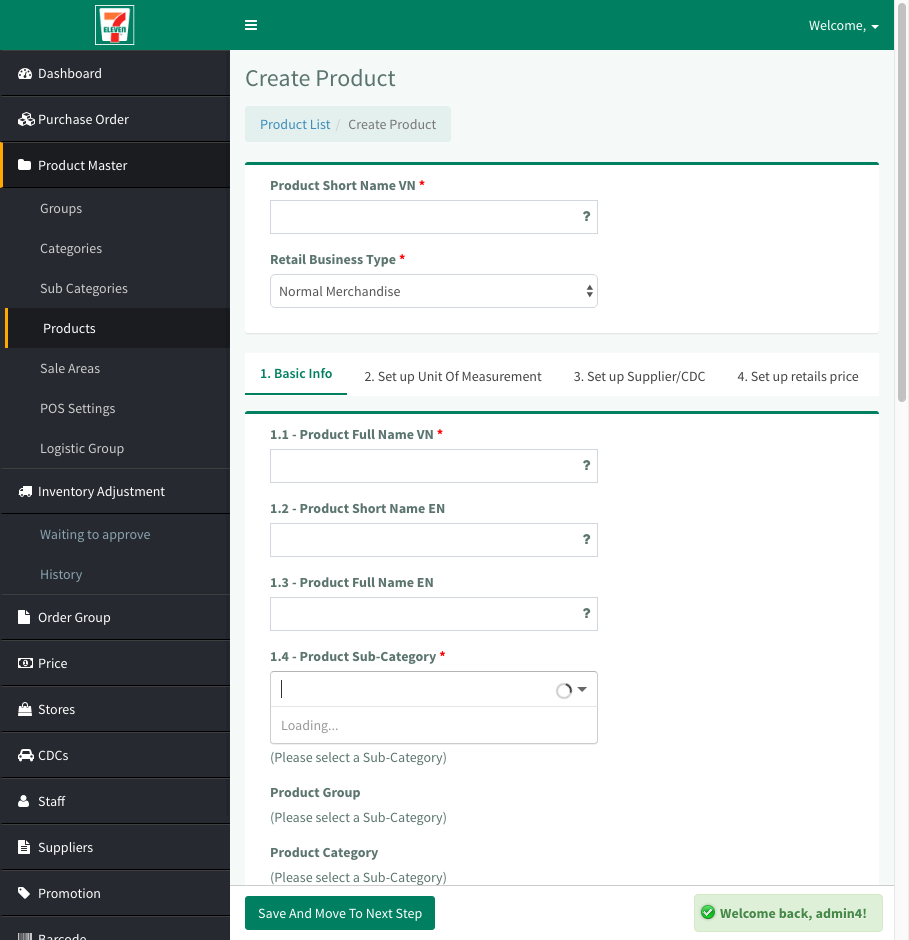 7
ELEVEN
Welcome,
Dashboard
Purchase Order
Product Master
Groups
Categories
Sub Categories
Products
Sale Areas
POS Settings
Logistic Group
Inventory Adjustment
Waiting to approve
History
Order Group
Price
Stores
CDCs
Staff
Suppliers
Promotion
Barcode
Create Product
Product List / Create Product
Product Short Name VN *
?
Retail Business Type *
Normal Merchandise
1. Basic Info 2. Set up Unit Of Measurement 3. Set up Supplier/CDC 4. Set up retails price
1.1 - Product Full Name VN *
?
1.2 - Product Short Name EN
?
1.3 - Product Full Name EN
?
1.4 - Product Sub-Category *
Loading...
(Please select a Sub-Category)
Product Group
(Please select a Sub-Category)
Product Category
(Please select a Sub-Category)
Save And Move To Next Step
Welcome back, admin4!